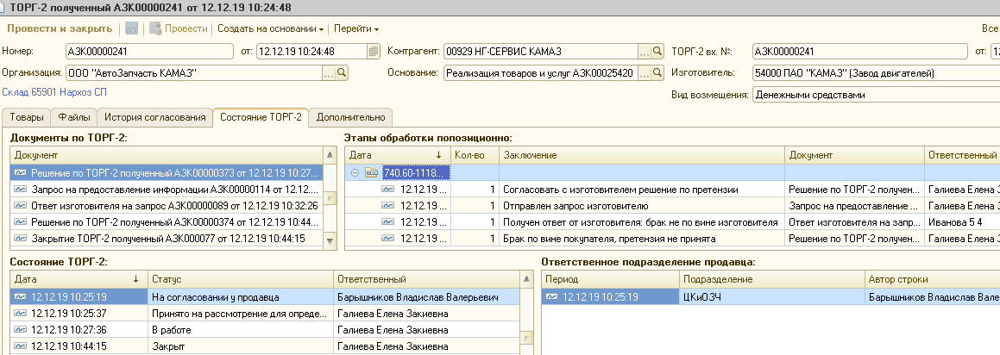 ТОРГ-2 полученный АЗК00000241 от 12.12.19 10:24:48
Провести и закрыть Провести Создать на основании Перейти Все
Номер: АЗК00000241 от: 12.12.19 10:24:48 Контрагент: 00929 НГ-СЕРВИС КАМАЗ ... ТОРГ-2 вх. №: АЗК00000241 от: 12
Организация: ООО "АвтоЗапчасть КАМАЗ" ... Основание: Реализация товаров и услуг АЗК00025420 ... Изготовитель: 54000 ПАО "КАМАЗ" (Завод двигателей)
Склад 65901 Нархоз СП
Вид возмещения: Денежными средствами
Товары Файлы История согласования Состояние ТОРГ-2 Дополнительно
Документы по ТОРГ-2: Этапы обработки попозиционно:
Документ Дата Кол-во Заключение Документ Ответственный
Решение по ТОРГ-2 полученный АЗК00000373 от 12.12.19 10:27... 740.60-1118...
Запрос на предоставление информации АЗК00000114 от 12.12.... 12.12.19 ... 1 Согласовать с изготовителем решение по претензии Решение по ТОРГ-2 получен... Галиева Елена З
Ответ изготовителя на запрос АЗК00000089 от 12.12.19 10:32:26 12.12.19 ... 1 Отправлен запрос изготовителю Запрос на предоставление ... Галиева Елена З
Решение по ТОРГ-2 полученный АЗК00000374 от 12.12.19 10:44... 12.12.19 ... 1 Получен ответ от изготовителя: брак не по вине изготовителя Ответ изготовителя на запр... Иванова 5 4
Закрытие ТОРГ-2 полученный АЗК000077 от 12.12.19 10:44:15 12.12.19 ... 1 Брак по вине покупателя, претензия не принята Решение по ТОРГ-2 получен... Галиева Елена З
Состояние ТОРГ-2: Ответственное подразделение продавца:
Дата Статус Ответственный Период Подразделение Автор строки
12.12.19 10:25:19 На согласовании у продавца Барышников Владислав Валерьевич 12.12.19 10:25:19 ЦКиОЗЧ Барышников Владислав Вал
12.12.19 10:25:37 Принято на рассмотрение для опреде... Галиева Елена Закиевна
12.12.19 10:27:36 В работе Галиева Елена Закиевна
12.12.19 10:44:15 Закрыт Галиева Елена Закиевна